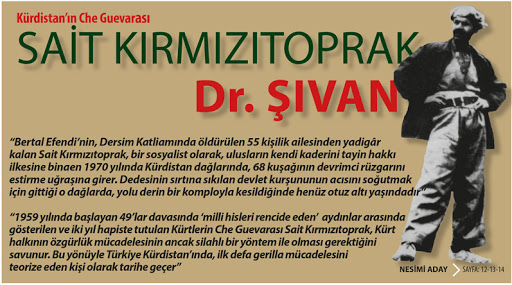 Kürdistan'ın Che Guevarası
SAİT KIRMIZITOPRAK
Dr. ŞIVAN
“Bertal Efendi’nin, Dersim Katliamında öldürülen 55 kişilik ailesinden yadigâr
kalan Sait Kırmızıtoprak, bir sosyalist olarak, ulusların kendi kaderini tayin hakkı
ilkesine binaen 1970 yılında Kürdistan dağlarında, 68 kuşağının devrimci rüzgarını
estirme uğraşına girer. Dedesinin sırtına sıkılan devlet kurşununun acısını soğutmak
için gittiği o dağlarda, yolu derin bir komployla kesildiğinde henüz otuz altı yaşındadır”
“1959 yılında başlayan 49’lar davasında ‘milli hisleri rencide eden’ aydınlar arasında
gösterilen ve iki yıl hapiste tutulan Kürtlerin Che Guevarası Sait Kırmızıtoprak, Kürt
halkının özgürlük mücadelesinin ancak silahlı bir yöntem ile olması gerektiğini
savunur. Bu yönüyle Türkiye Kürdistan’ında, ilk defa gerilla mücadelesini
teorize eden kişi olarak tarihe geçer”
NESİMİ ADAY > SAYFA: 12-13-14